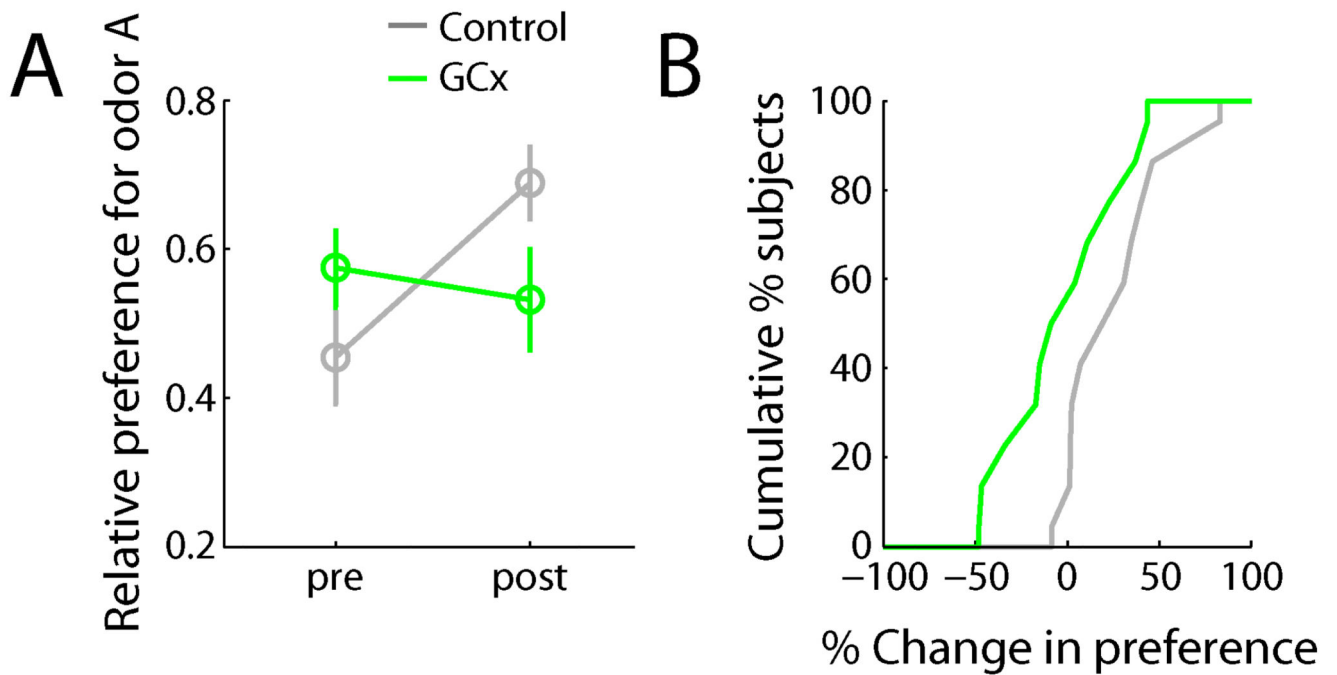 A
Relative preference for odor A
Control
GCx
0.8
0.6
0.4
0.2
pre
post
B
Cumulative % subjects
100
80
60
40
20
0
−100
−50
0
50
100
% Change in preference